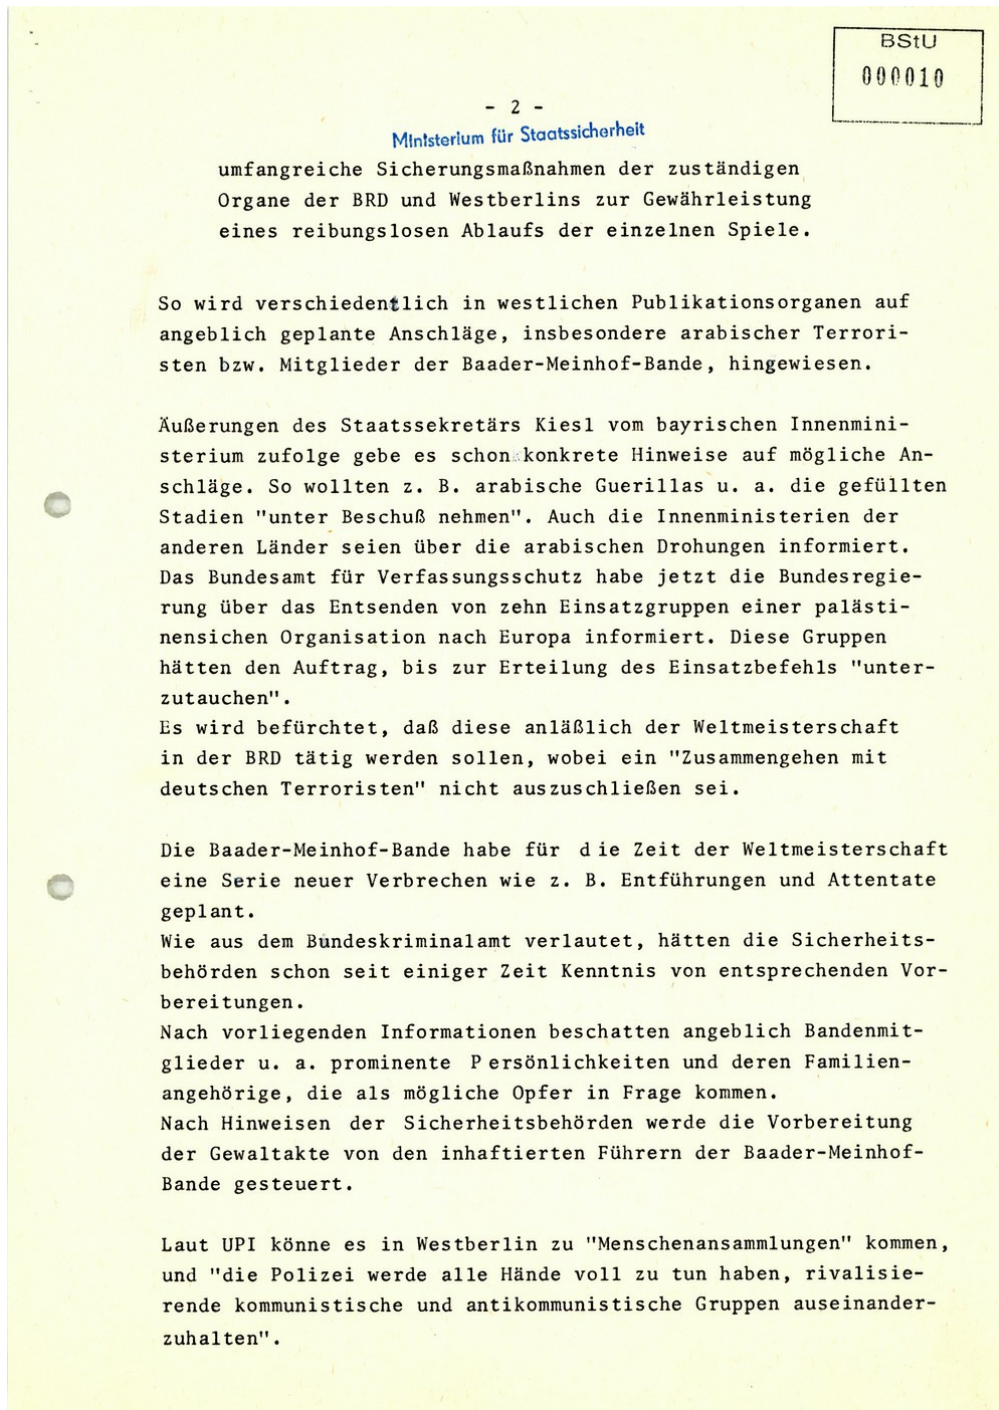 BStU
000010
- 2 -
Ministerium für Staatssicherheit
umfangreiche Sicherungsmaßnahmen der zuständigen
Organe der BRD und Westberlins zur Gewährleistung
eines reibungslosen Ablaufs der einzelnen Spiele.
So wird verschiedentlich in westlichen Publikationsorganen auf
angeblich geplante Anschläge, insbesondere arabischer Terrori-
sten bzw. Mitglieder der Baader-Meinhof-Bande, hingewiesen.
Äußerungen des Staatssekretärs Kiesl vom bayrischen Innenmini-
sterium zufolge gebe es schon konkrete Hinweise auf mögliche An-
schläge. So wollten z. B. arabische Guerillas u. a. die gefüllten
Stadien "unter Beschuß nehmen". Auch die Innenministerien der
anderen Länder seien über die arabischen Drohungen informiert.
Das Bundesamt für Verfassungsschutz habe jetzt die Bundesregie-
rung über das Entsenden von zehn Einsatzgruppen einer palästi-
nensichen Organisation nach Europa informiert. Diese Gruppen
hätten den Auftrag, bis zur Erteilung des Einsatzbefehls "unter-
zutauchen".
Es wird befürchtet, daß diese anläßlich der Weltmeisterschaft
in der BRD tätig werden sollen, wobei ein "Zusammengehen mit
deutschen Terroristen" nicht auszuschließen sei.
Die Baader-Meinhof-Bande habe für d ie Zeit der Weltmeisterschaft
eine Serie neuer Verbrechen wie z. B. Entführungen und Attentate
geplant.
Wie aus dem Bundeskriminalamt verlautet, hätten die Sicherheits-
behörden schon seit einiger Zeit Kenntnis von entsprechenden Vor-
bereitungen.
Nach vorliegenden Informationen beschatten angeblich Bandenmit-
glieder u. a. prominente P ersönlichkeiten und deren Familien-
angehörige, die als mögliche Opfer in Frage kommen.
Nach Hinweisen der Sicherheitsbehörden werde die Vorbereitung
der Gewaltakte von den inhaftierten Führern der Baader-Meinhof-
Bande gesteuert.
Laut UPI könne es in Westberlin zu "Menschenansammlungen" kommen,
und "die Polizei werde alle Hände voll zu tun haben, rivalisie-
rende kommunistische und antikommunistische Gruppen auseinander-
zuhalten".